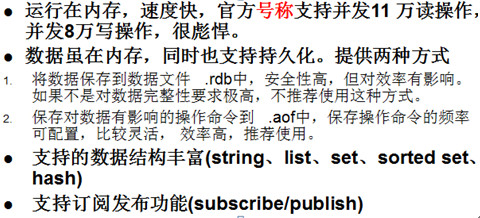 ● 运行在内存，速度快，官方号称支持并发11 万读操作，
并发8万写操作，很彪悍。
● 数据虽在内存，同时也支持持久化。提供两种方式
1. 将数据保存到数据文件 .rdb中，安全性高，但对效率有影响。
如果不是对数据完整性要求极高，不推荐使用这种方式。
2. 保存对数据有影响的操作命令到 .aof中，保存操作命令的频率
可配置，比较灵活， 效率高，推荐使用。
● 支持的数据结构丰富(string、list、set、sorted set、
hash)
● 支持订阅发布功能(subscribe/publish)